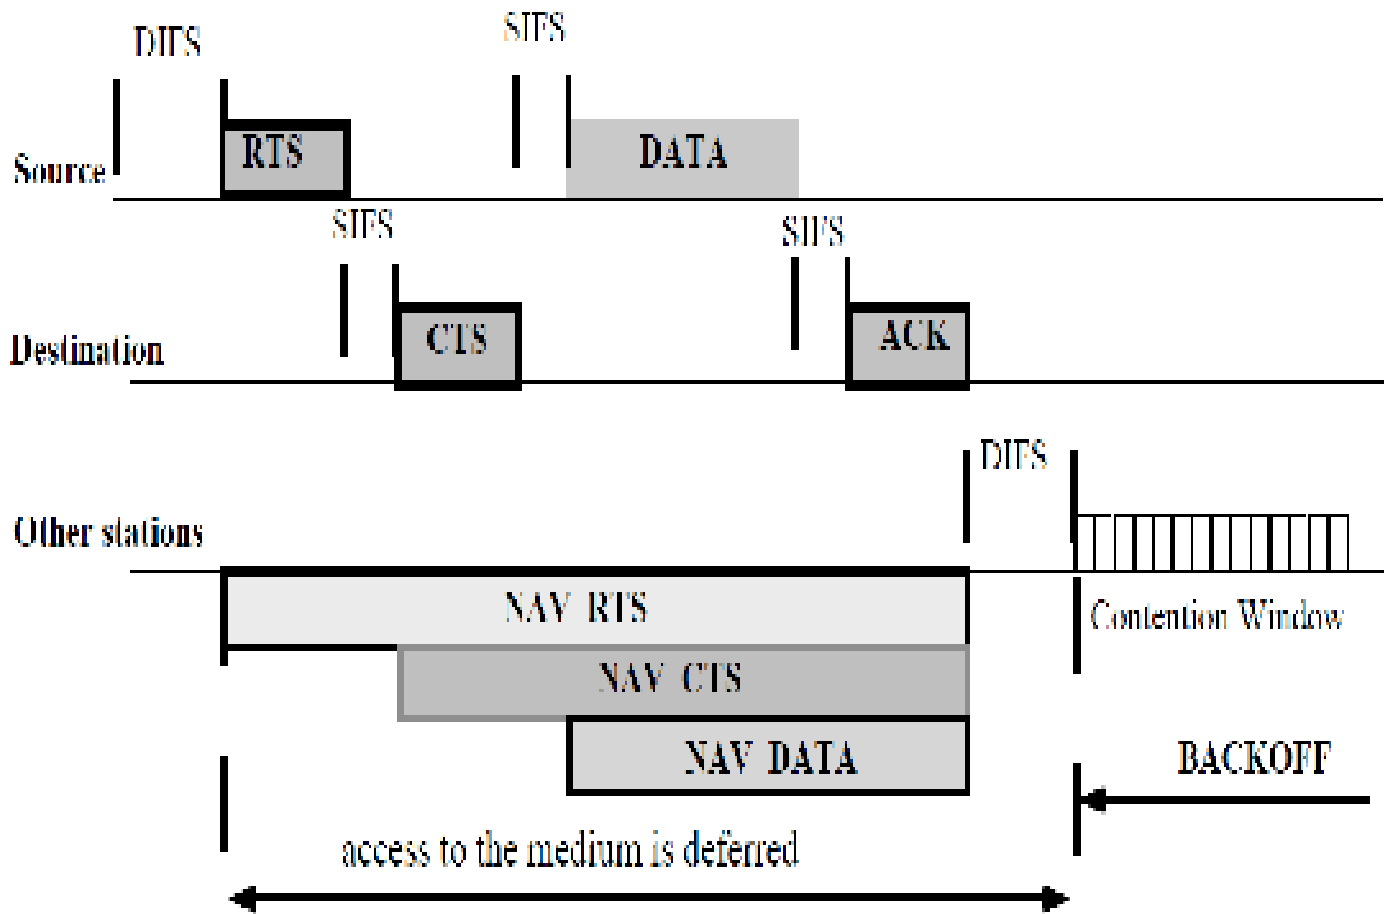 DIFS
SIFS
Source
RTS
DATA
SIFS
SIFS
Destination
CTS
ACK
DIFS
Other stations
NAV RTS
Contention Window
NAV CTS
NAV DATA
BACKOFF
access to the medium is deferred